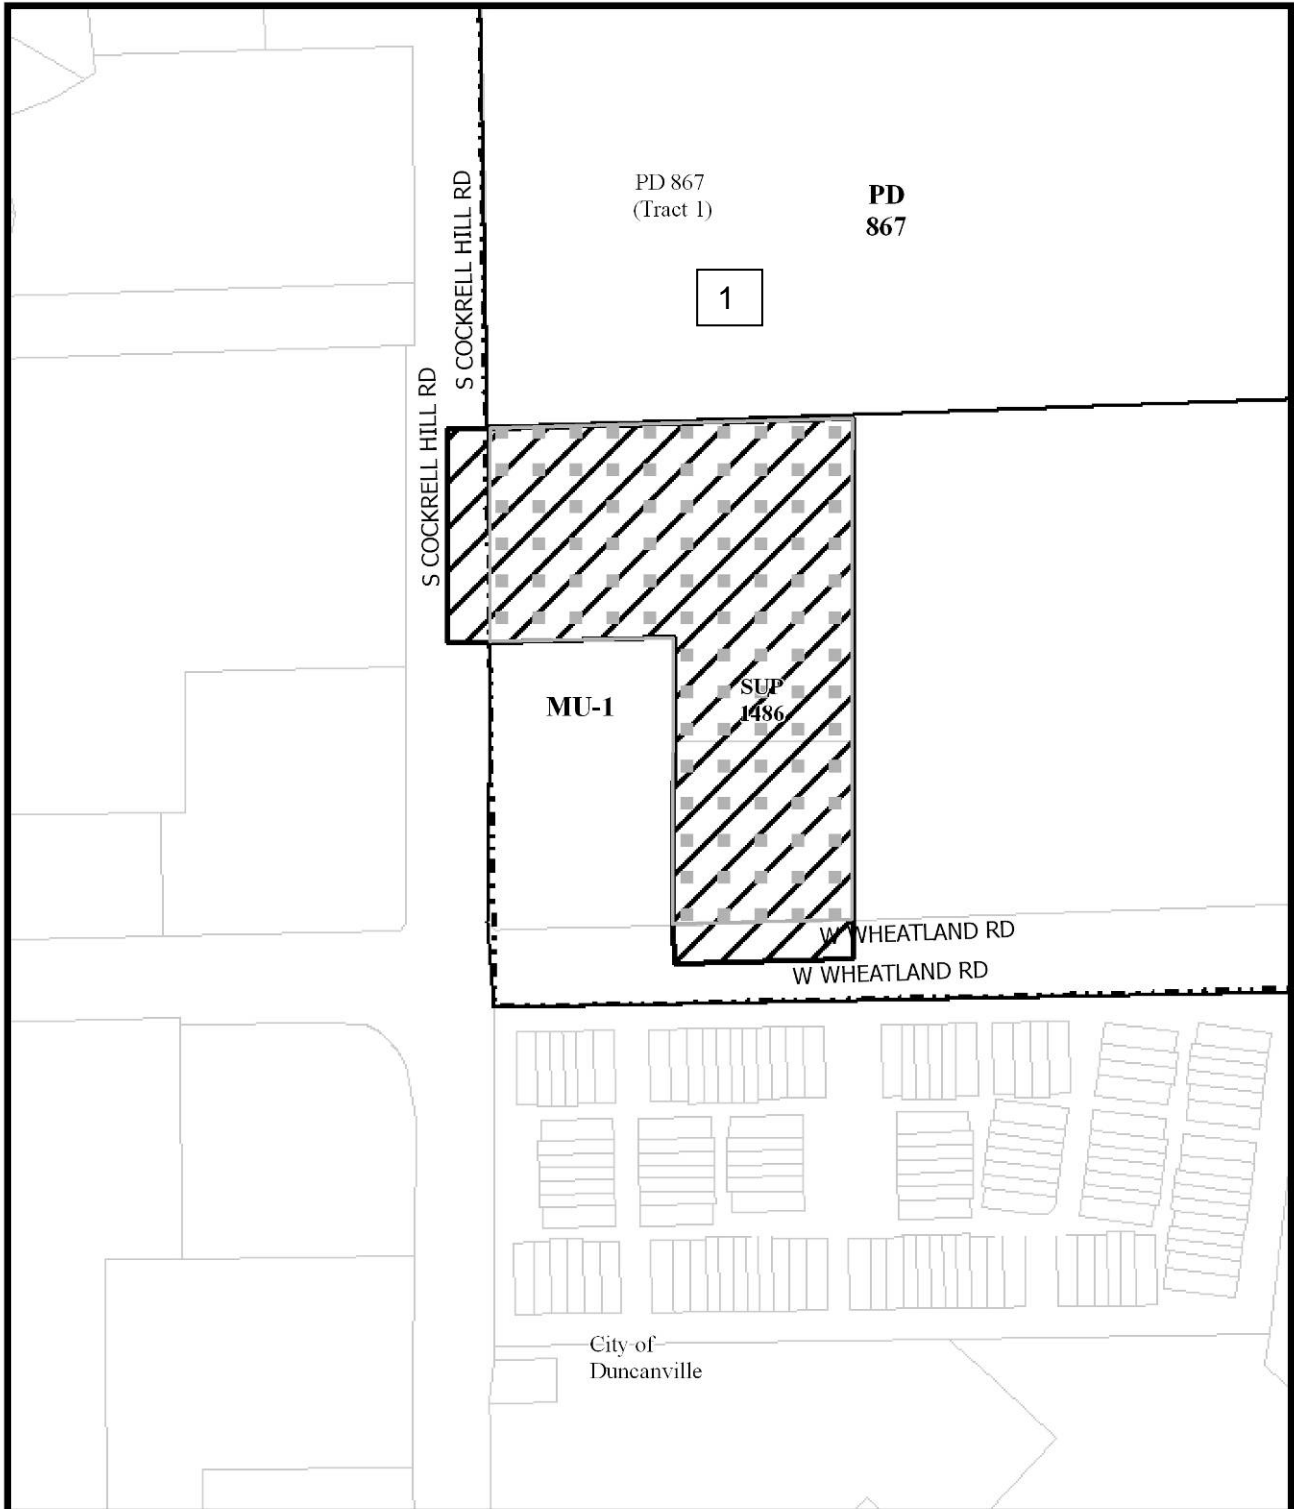 PD 867
(Tract 1)
PD
867
1
S COCKRELL HILL RD
S COCKRELL HILL RD
MU-1
SUP
1486
W WHEATLAND RD
W WHEATLAND RD
City of
Duncanville